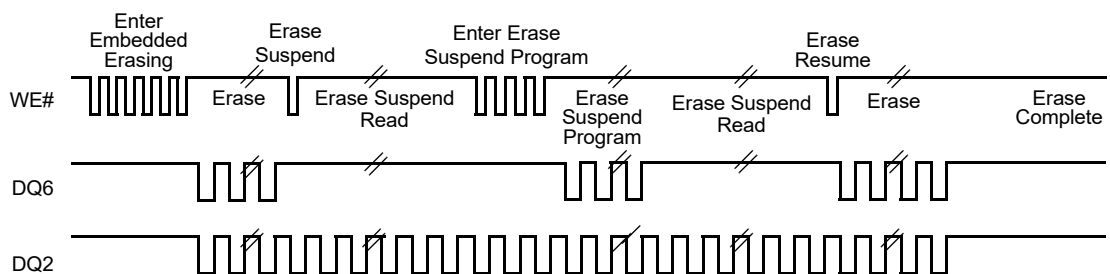 Enter
Embedded
Erasing
Erase
Suspend
Enter Erase
Suspend Program
Erase
Resume
WE#
Erase
Erase Suspend
Read
Erase
Suspend
Program
Erase Suspend
Read
Erase
Erase
Complete
DQ6
DQ2